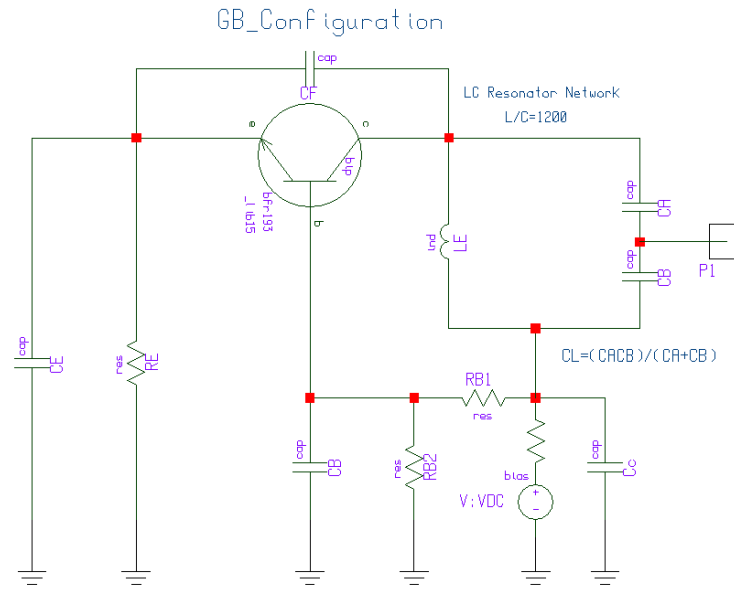 GB_Configuration
cap
CF
LC Resonator Network
L/C=1200
e
c
bip
bfr193
_lib15
b
cap
CA
ind
LE
P1
cap
CB
cap
CE
res
RE
CL=(CACB)/(CA+CB)
RB1
res
cap
CB
res
RB2
bias
V:VDC
+
-
cap
Cc